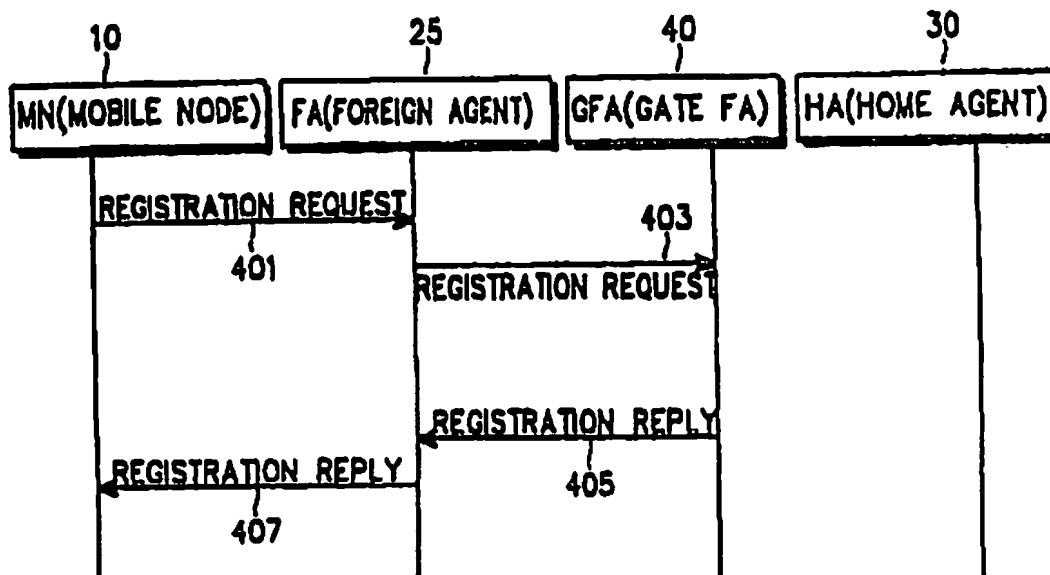 10
25
40
30
MN(MOBILE NODE)
FA(FOREIGN AGENT)
GFA(GATE FA)
HA(HOME AGENT)
REGISTRATION REQUEST
401
403
REGISTRATION REQUEST
REGISTRATION REPLY
405
REGISTRATION REPLY
407